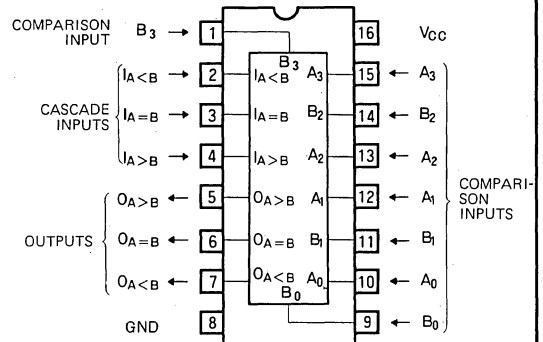 COMPARISON INPUT B3 1 16 VCC
B3
IA<B 2 IA<B A3 15 A3
CASCADE INPUTS IA=B 3 IA=B B2 14 B2
IA>B 4 IA>B A2 13 A2
OA>B 5 OA>B A1 12 A1
COMPARI-
SON
INPUTS
OUTPUTS OA=B 6 OA=B B1 11 B1
OA<B 7 OA<B A0 10 A0
B0
GND 8 9 B0